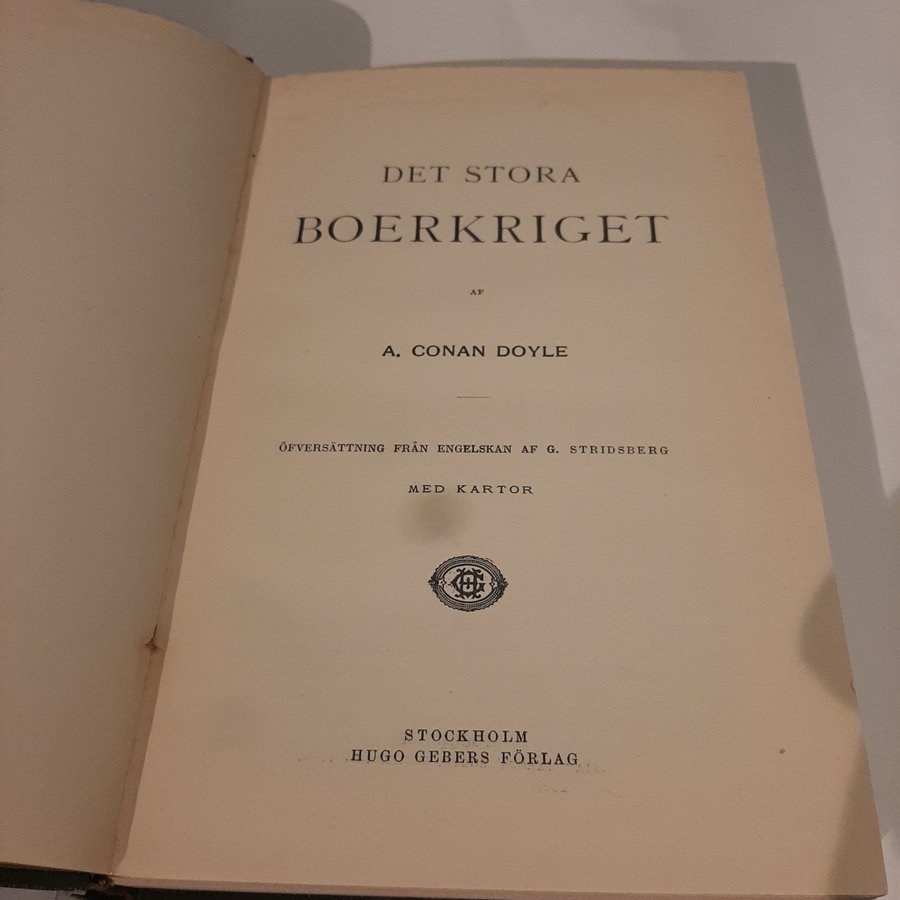 DET STORA
BOERKRIGET
AF
A. CONAN DOYLE
ÖFVERSÄTTNING FRÅN ENGELSKAN AF G. STRIDSBERG
MED KARTOR
STOCKHOLM
HUGO GEBERS FÖRLAG